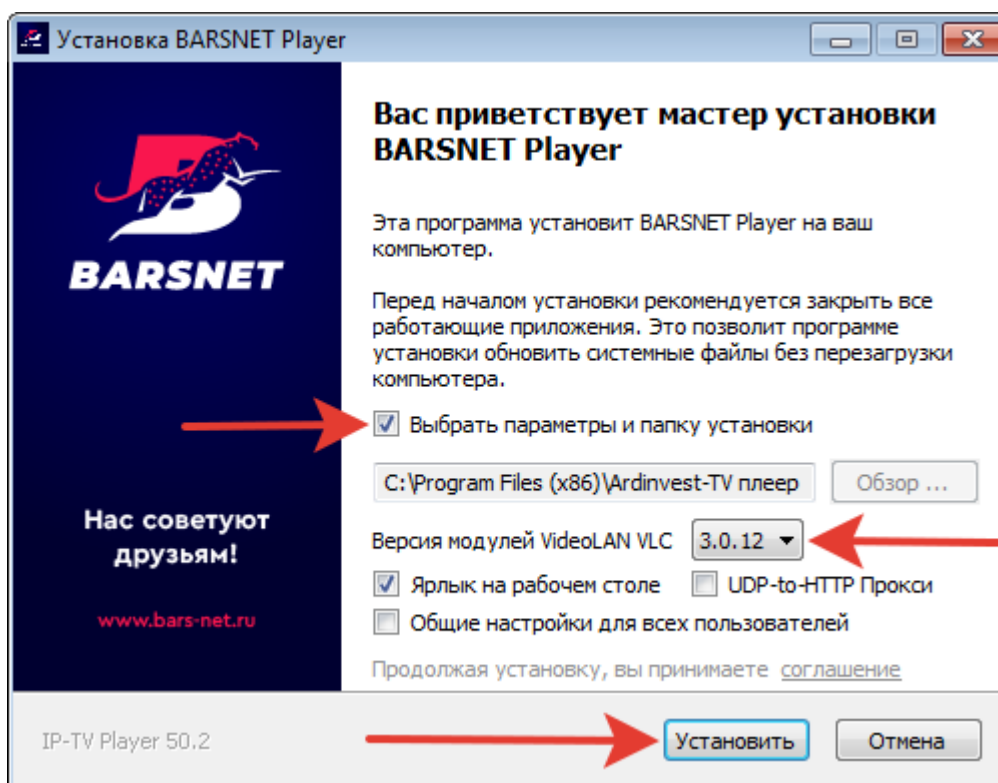 Установка BARSNET Player
Вас приветствует мастер установки
BARSNET Player
Эта программа установит BARSNET Player на ваш
компьютер.
Перед началом установки рекомендуется закрыть все
работающие приложения. Это позволит программе
установки обновить системные файлы без перезагрузки
компьютера.
BARSNET
Нас советуют
друзьям!
www.bars-net.ru
Выбрать параметры и папку установки
C:\Program Files (x86)\Ardinvest-TV плеер
Обзор ...
Версия модулей VideoLAN VLC 3.0.12
Ярлык на рабочем столе UDP-to-HTTP Прокси
Общие настройки для всех пользователей
Продолжая установку, вы принимаете соглашение
IP-TV Player 50.2
Установить Отмена